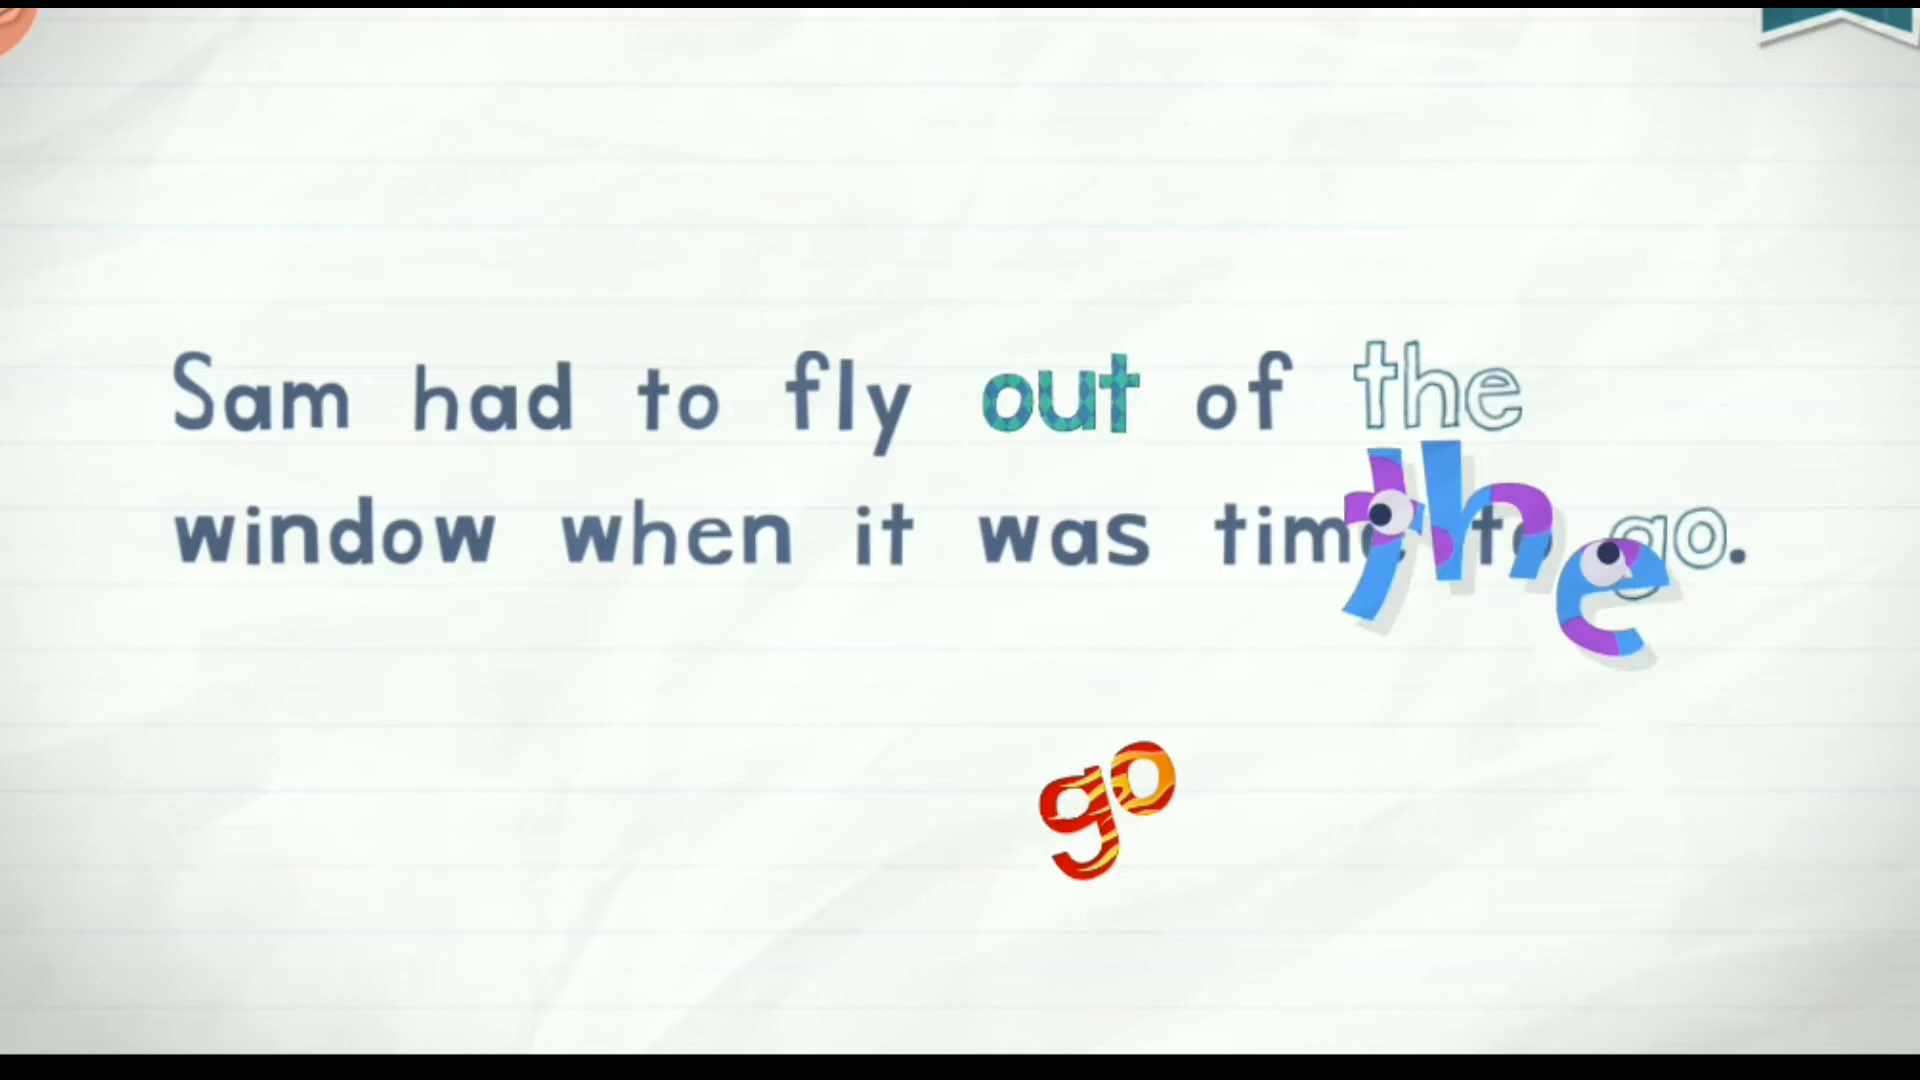 Sam had to fly out of the
window when it was time to go.
the
go